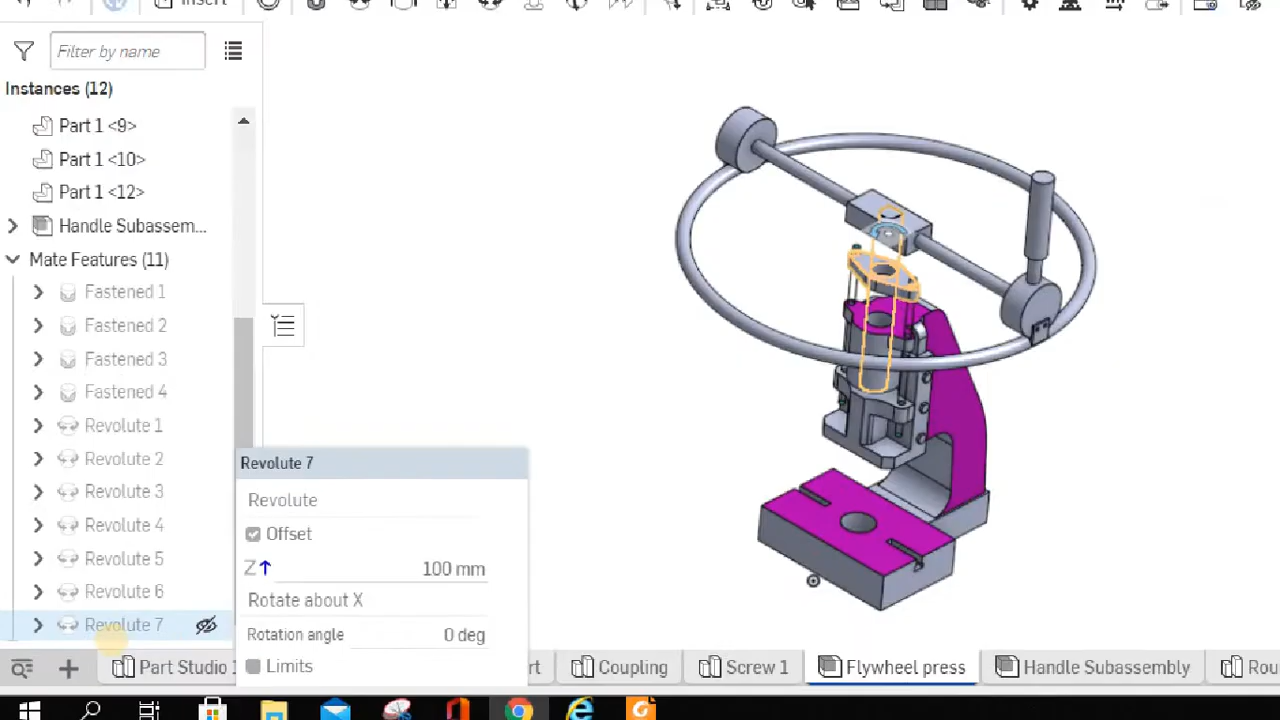 Insert
Filter by name
Instances (12)
Part 1 <9>
Part 1 <10>
Part 1 <12>
Handle Subassem...
Mate Features (11)
Fastened 1
Fastened 2
Fastened 3
Fastened 4
Revolute 1
Revolute 2
Revolute 3
Revolute 4
Revolute 5
Revolute 6
Revolute 7
Revolute 7
Revolute
Offset
Z 100 mm
Rotate about X
Rotation angle 0 deg
Limits
Part Studio 1 Coupling Screw 1 Flywheel press Handle Subassembly